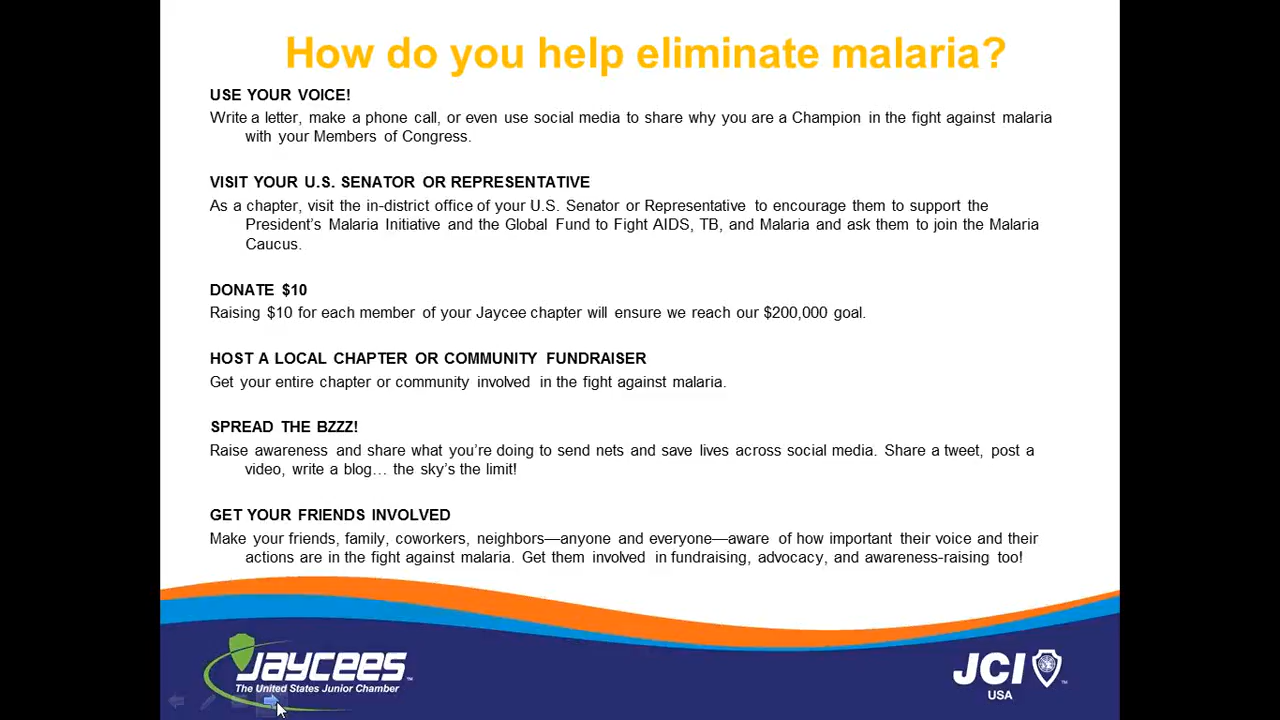 How do you help eliminate malaria?
USE YOUR VOICE!
Write a letter, make a phone call, or even use social media to share why you are a Champion in the fight against malaria
with your Members of Congress.
VISIT YOUR U.S. SENATOR OR REPRESENTATIVE
As a chapter, visit the in-district office of your U.S. Senator or Representative to encourage them to support the
President’s Malaria Initiative and the Global Fund to Fight AIDS, TB, and Malaria and ask them to join the Malaria
Caucus.
DONATE $10
Raising $10 for each member of your Jaycee chapter will ensure we reach our $200,000 goal.
HOST A LOCAL CHAPTER OR COMMUNITY FUNDRAISER
Get your entire chapter or community involved in the fight against malaria.
SPREAD THE BZZZ!
Raise awareness and share what you’re doing to send nets and save lives across social media. Share a tweet, post a
video, write a blog… the sky’s the limit!
GET YOUR FRIENDS INVOLVED
Make your friends, family, coworkers, neighbors—anyone and everyone—aware of how important their voice and their
actions are in the fight against malaria. Get them involved in fundraising, advocacy, and awareness-raising too!
Jaycees™
The United States Junior Chamber
JCI™
USA